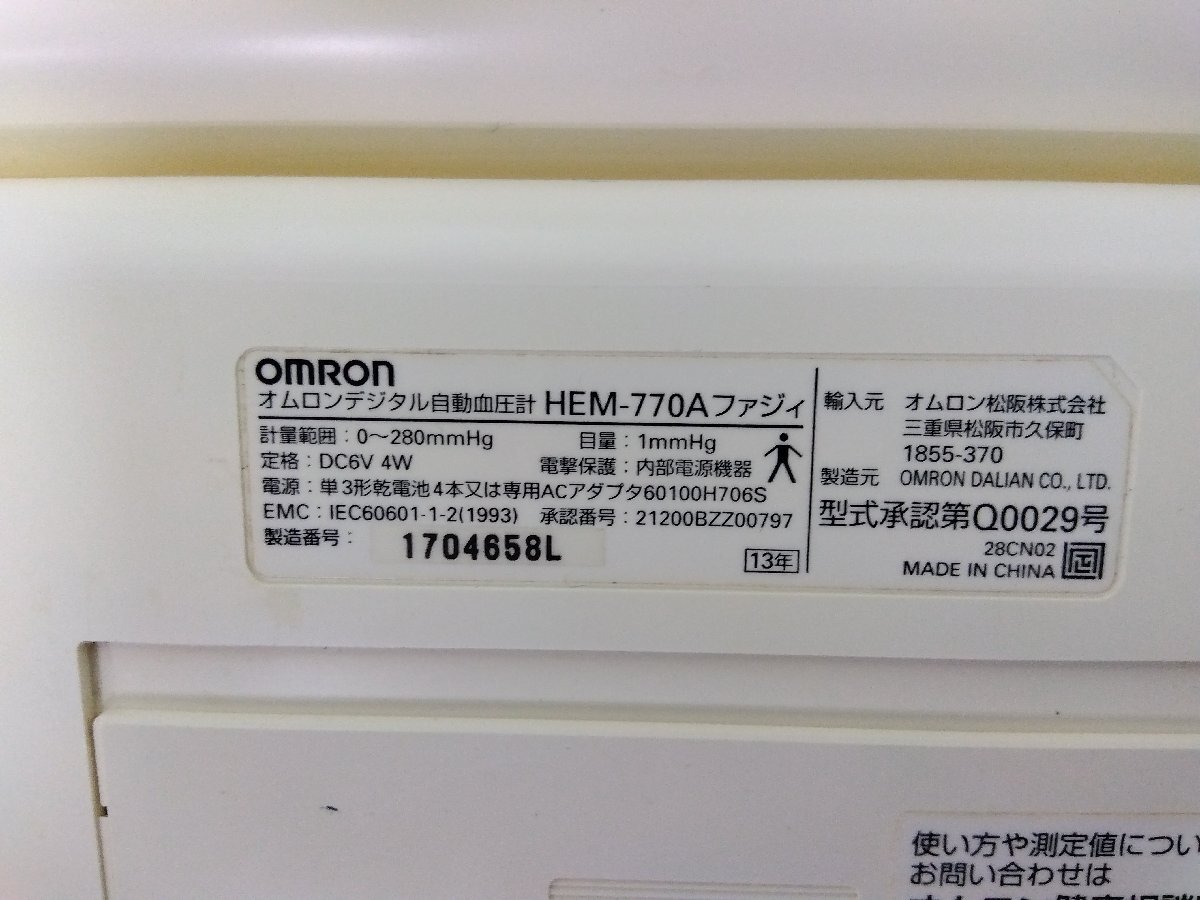 OMRON
オムロンデジタル自動血圧計 HEM-770Aファジィ
計量範囲：0～280mmHg 目量：1mmHg
定格：DC6V 4W 電撃保護：内部電源機器
電源：単3形乾電池4本又は専用ACアダプタ60100H706S
EMC：IEC60601-1-2(1993) 承認番号：21200BZZ00797
製造番号： 1704658L
13年
輸入元 オムロン松阪株式会社
三重県松阪市久保町
1855-370
製造元 OMRON DALIAN CO., LTD.
型式承認第Q0029号
28CN02
MADE IN CHINA
使い方や測定値につい
お問い合わせは
オムロン健康相談